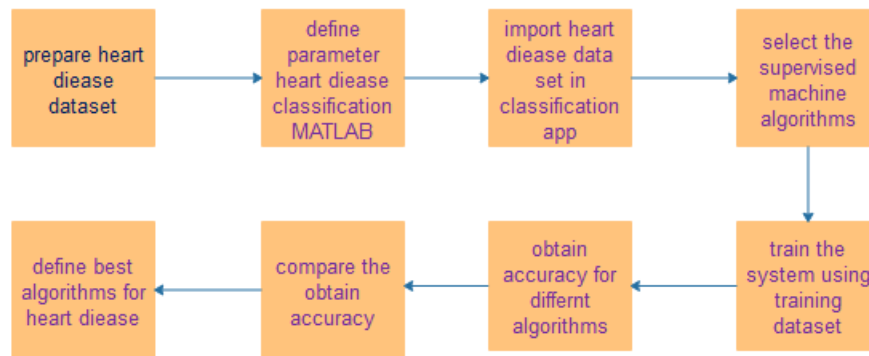 prepare heart
diease
dataset
define
parameter
heart diease
classification
MATLAB
import heart
dieease data
set in
classification
app
select the
supervised
machine
algorithms
train the
system using
training
dataset
obtain
accuracy for
differnt
algorithms
compare the
obtain
accuracy
define best
algorithms for
heart diease